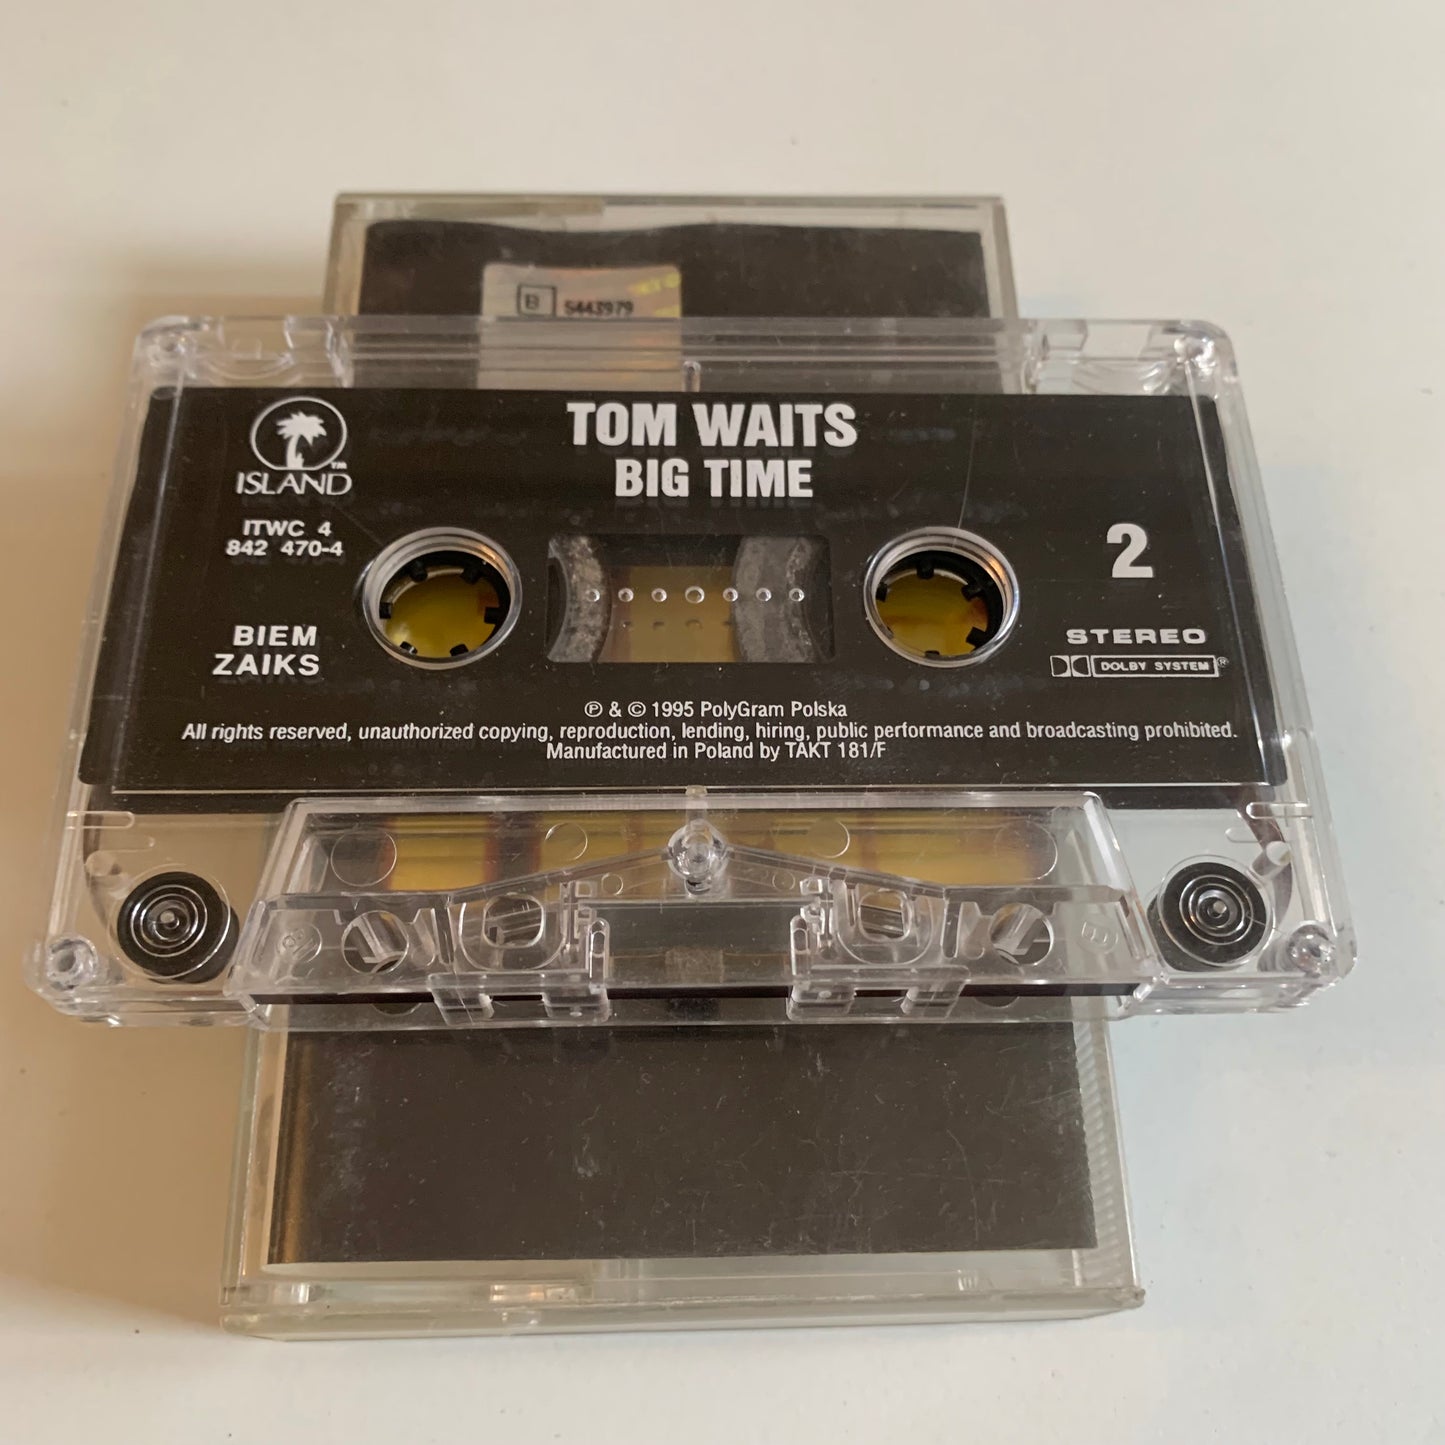 B S443979
TOM WAITS
BIG TIME
™
ISLAND
ITWC 4
842 470-4
2
BIEM
ZAIKS
STEREO
DOLBY SYSTEM®
℗ & © 1995 PolyGram Polska
All rights reserved, unauthorized copying, reproduction, lending, hiring, public performance and broadcasting prohibited.
Manufactured in Poland by TAKT 181/F